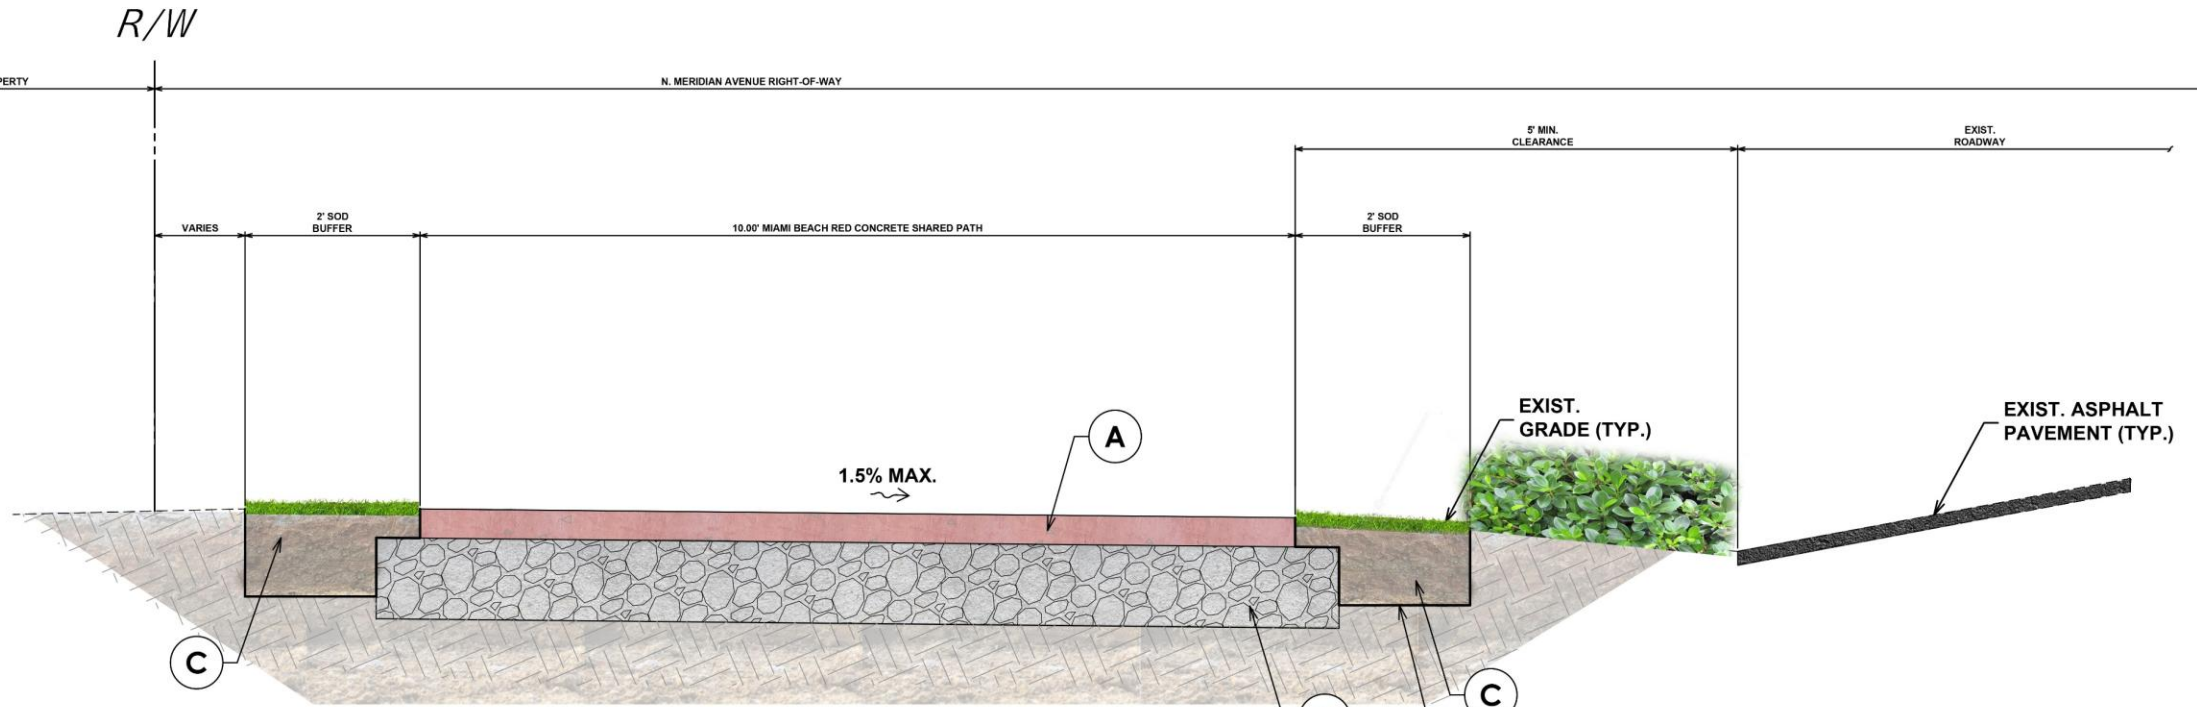 R/W
PERTY
N. MERIDIAN AVENUE RIGHT-OF-WAY
5' MIN.
CLEARANCE
EXIST.
ROADWAY
VARIES
2' SOD
BUFFER
10.00' MIAMI BEACH RED CONCRETE SHARED PATH
2' SOD
BUFFER
EXIST.
GRADE (TYP.)
EXIST. ASPHALT
PAVEMENT (TYP.)
A
1.5% MAX.
C
C